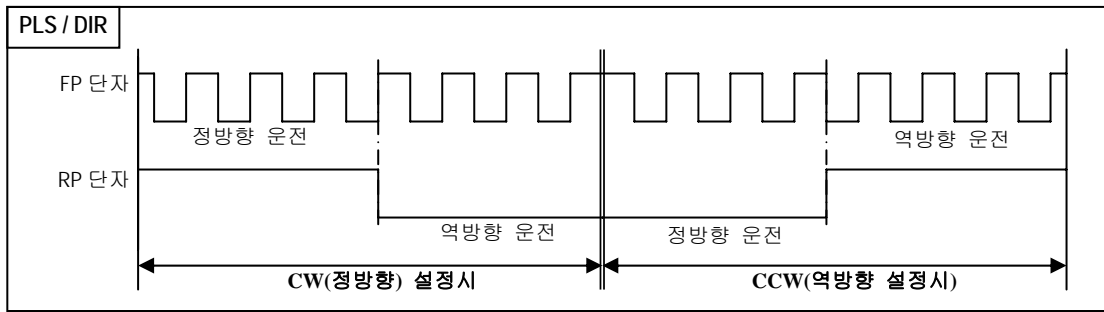 PLS / DIR
FP 단자
정방향 운전
역방향 운전
RP 단자
역방향 운전
정방향 운전
CW(정방향) 설정시
CCW(역방향 설정시)